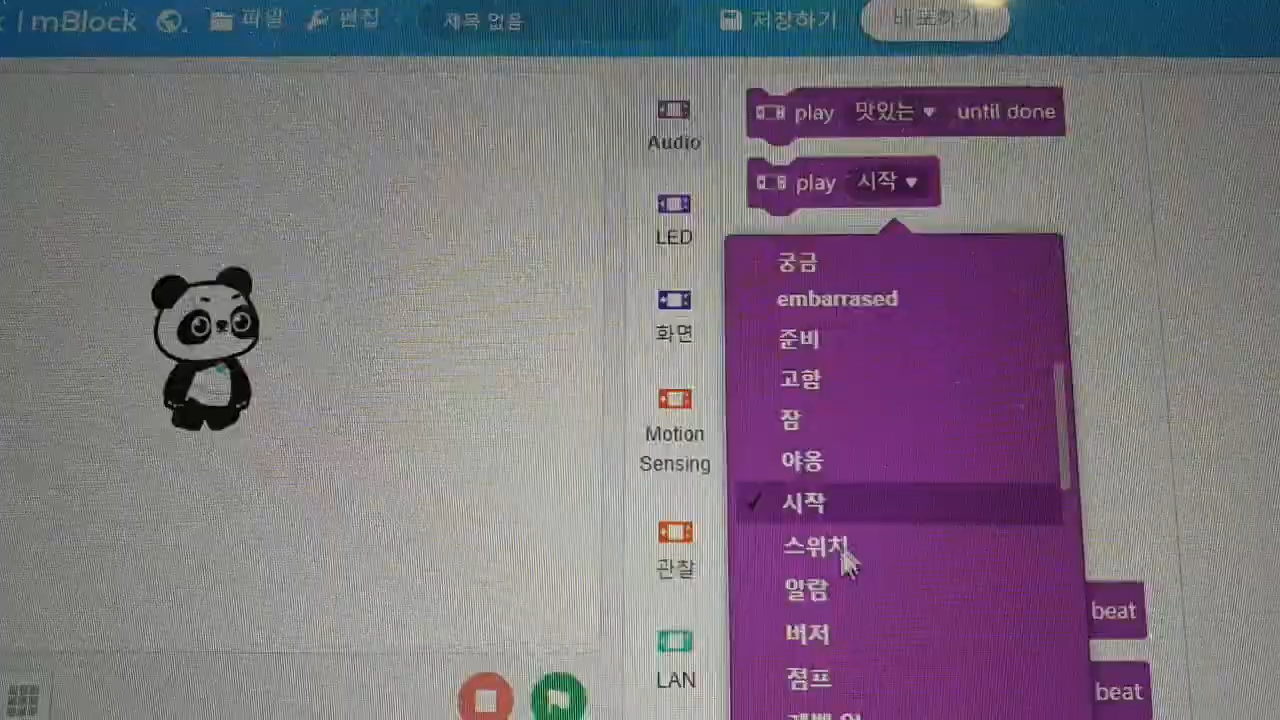 mBlock 파일 편집 제목 없음 저장하기
Audio
LED
화면
Motion
Sensing
관찰
LAN
play 맛있는 until done
play 시작
궁금
embarrased
준비
고함
잠
야옹
시작
스위치
알람
버저
점프
beat
beat